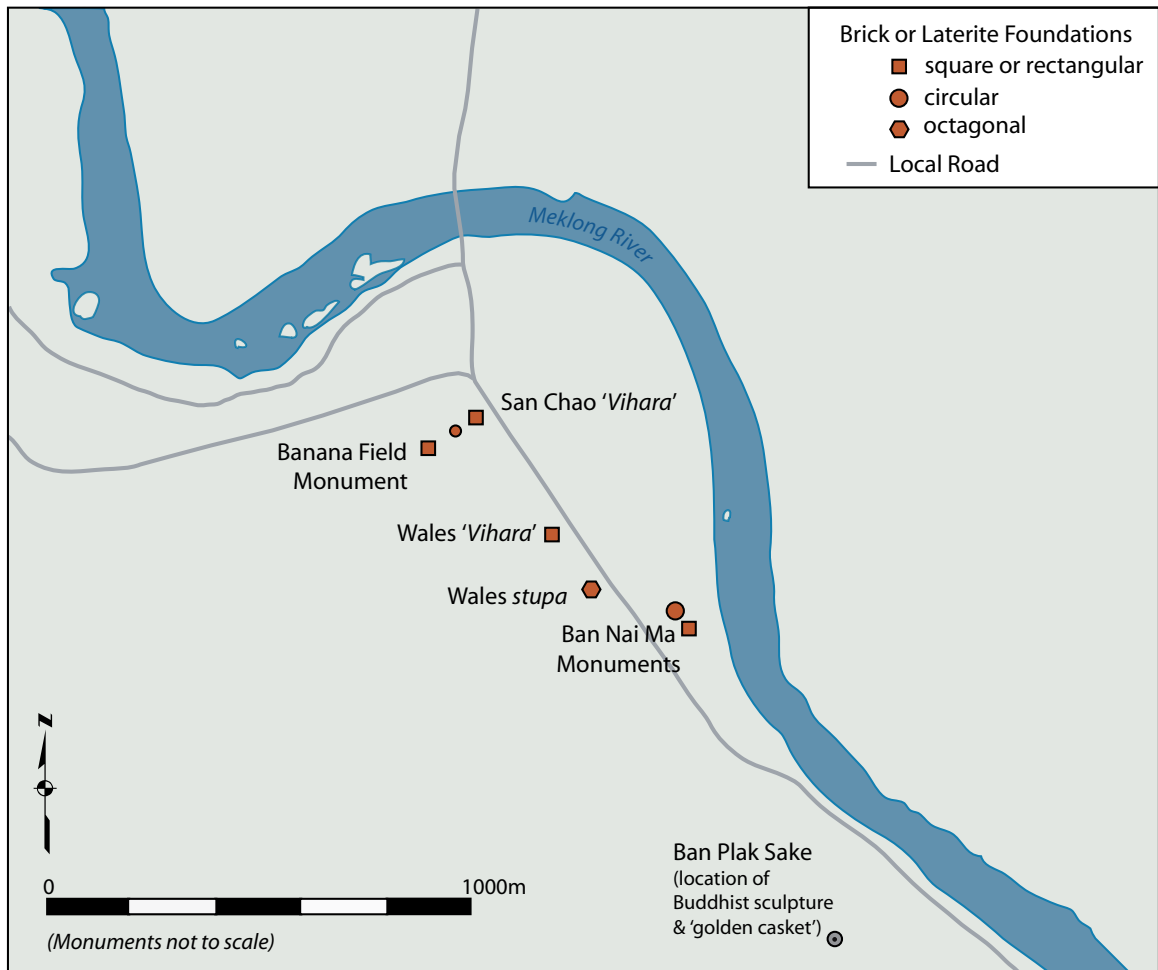 Brick or Laterite Foundations
square or rectangular
circular
octagonal
Local Road
Meklong River
San Chao ‘Vihara’
Banana Field
Monument
Wales ‘Vihara’
Wales stupa
Ban Nai Ma
Monuments
N
Ban Plak Sake
(location of
Buddhist sculpture
& ‘golden casket’)
0 1000m
(Monuments not to scale)